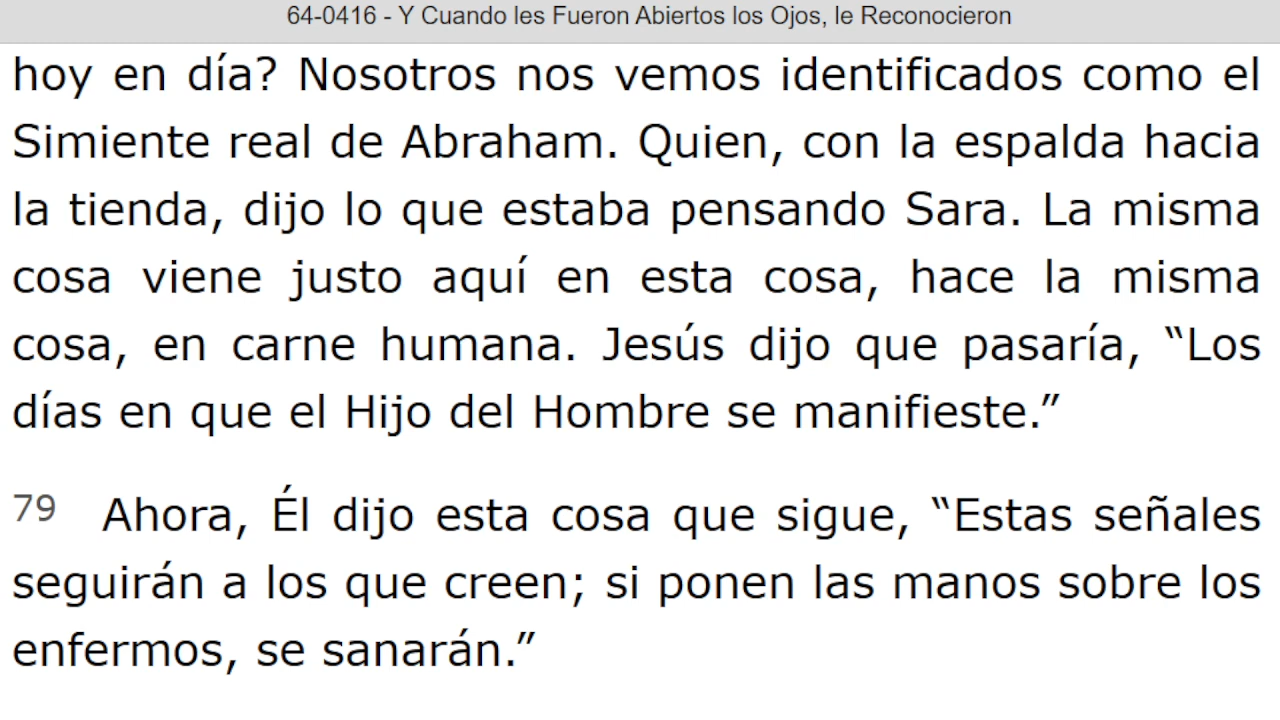 64-0416 - Y Cuando les Fueron Abiertos los Ojos, le Reconocieron
hoy en día? Nosotros nos vemos identificados como el
Simiente real de Abraham. Quien, con la espalda hacia
la tienda, dijo lo que estaba pensando Sara. La misma
cosa viene justo aquí en esta cosa, hace la misma
cosa, en carne humana. Jesús dijo que pasaría, “Los
días en que el Hijo del Hombre se manifieste.”
79 Ahora, Él dijo esta cosa que sigue, “Estas señales
seguirán a los que creen; si ponen las manos sobre los
enfermos, se sanarán.”